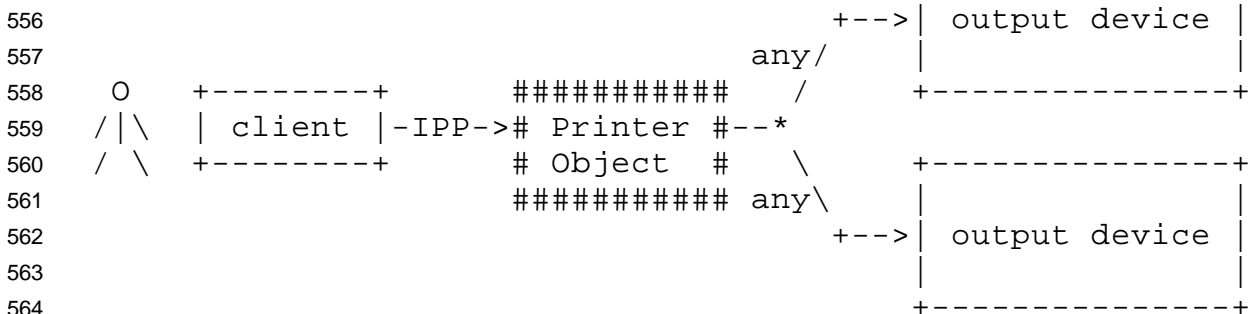 556                                         +-->| output device |
557                                     any/    |               |
558    O   +--------+      ########### /     +---------------+
559   /|\  | client |-IPP-># Printer #--*
560   / \  +--------+      # Object  #   \     +---------------+
561                        ########### any\    |               |
562                                         +-->| output device |
563                                             |               |
564                                             +---------------+